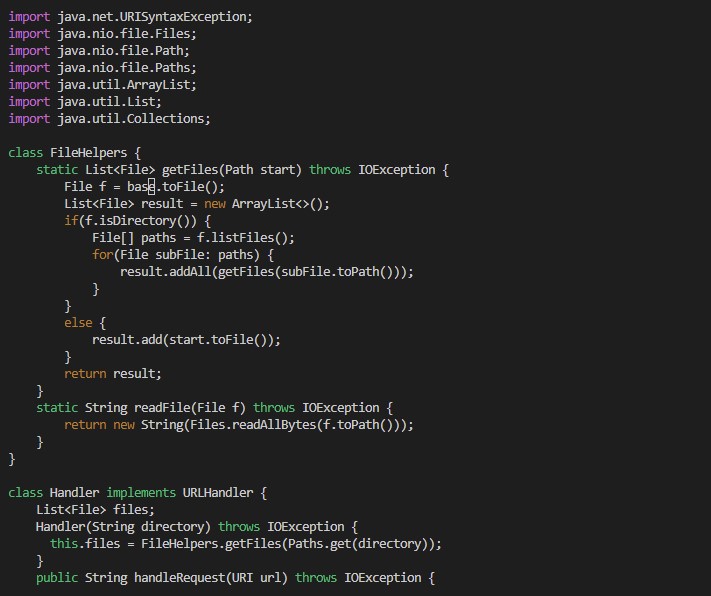 import java.net.URISyntaxException;
import java.nio.file.Files;
import java.nio.file.Path;
import java.nio.file.Paths;
import java.util.ArrayList;
import java.util.List;
import java.util.Collections;

class FileHelpers {
    static List<File> getFiles(Path start) throws IOException {
        File f = base.toFile();
        List<File> result = new ArrayList<>();
        if(f.isDirectory()) {
            File[] paths = f.listFiles();
            for(File subFile: paths) {
                result.addAll(getFiles(subFile.toPath()));
            }
        }
        else {
            result.add(start.toFile());
        }
        return result;
    }
    static String readFile(File f) throws IOException {
        return new String(Files.readAllBytes(f.toPath()));
    }
}

class Handler implements URLHandler {
    List<File> files;
    Handler(String directory) throws IOException {
      this.files = FileHelpers.getFiles(Paths.get(directory));
    }
    public String handleRequest(URI url) throws IOException {